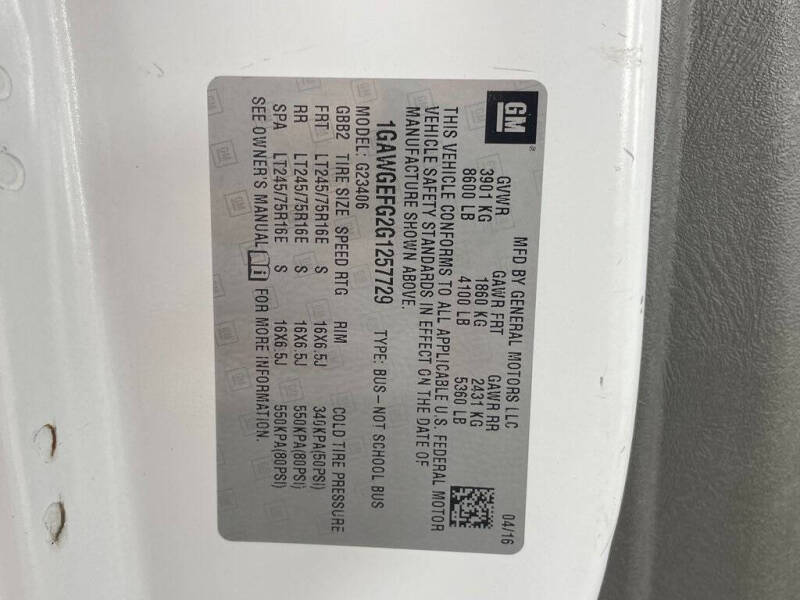 GM
®
MFD BY GENERAL MOTORS LLC
04/16
GVWR GAWR FRT GAWR RR
3901 KG 1860 KG 2431 KG
8600 LB 4100 LB 5360 LB
THIS VEHICLE CONFORMS TO ALL APPLICABLE U.S. FEDERAL MOTOR
VEHICLE SAFETY STANDARDS IN EFFECT ON THE DATE OF
MANUFACTURE SHOWN ABOVE.
1GAWGEFG2G1257729 TYPE: BUS–NOT SCHOOL BUS
MODEL: G23406
GBB2 TIRE SIZE SPEED RTG RIM COLD TIRE PRESSURE
FRT LT245/75R16E S 16X6.5J 340KPA(50PSI)
RR LT245/75R16E S 16X6.5J 550KPA(80PSI)
SPA LT245/75R16E S 16X6.5J 550KPA(80PSI)
SEE OWNER'S MANUAL i FOR MORE INFORMATION.